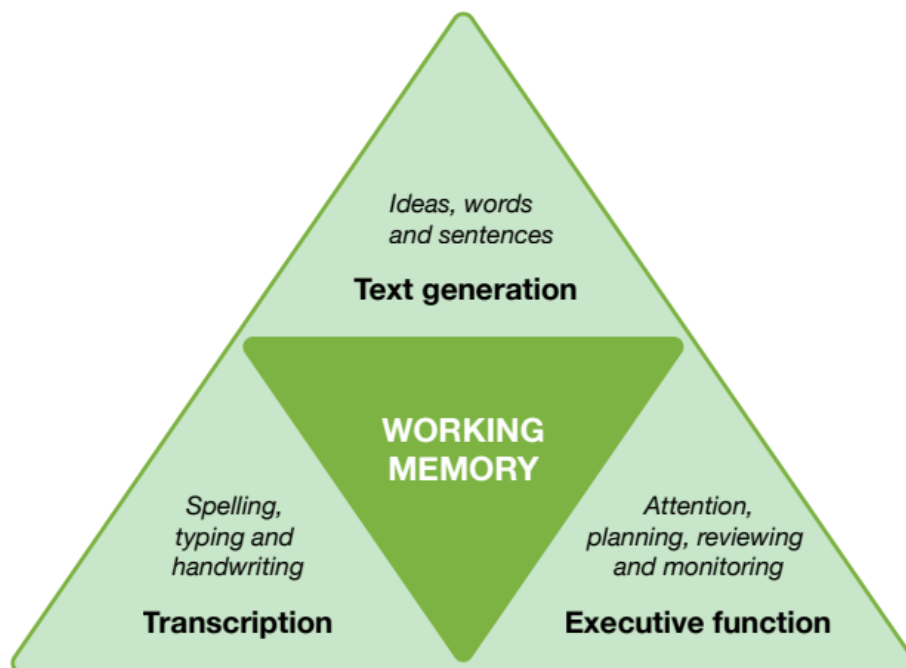 Ideas, words
and sentences
Text generation
WORKING
MEMORY
Spelling,
typing and
handwriting
Transcription
Attention,
planning, reviewing
and monitoring
Executive function